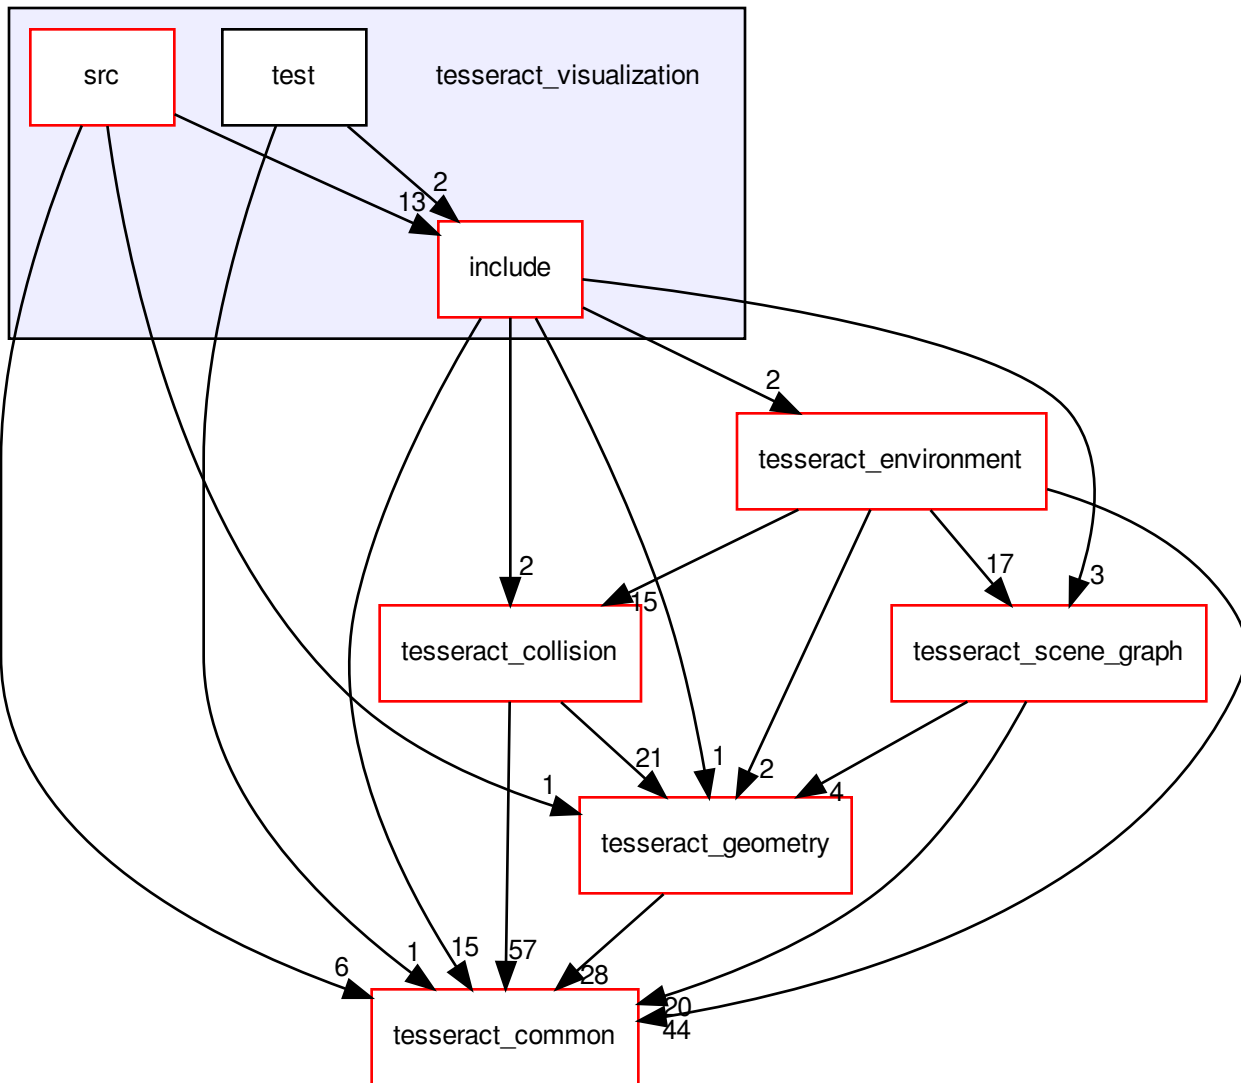 src
test
tesseract_visualization
2
13
include
2
tesseract_environment
2
17
3
15
tesseract_collision
tesseract_scene_graph
21
1
2
1
4
tesseract_geometry
15
57
1
6
28
20
44
tesseract_common